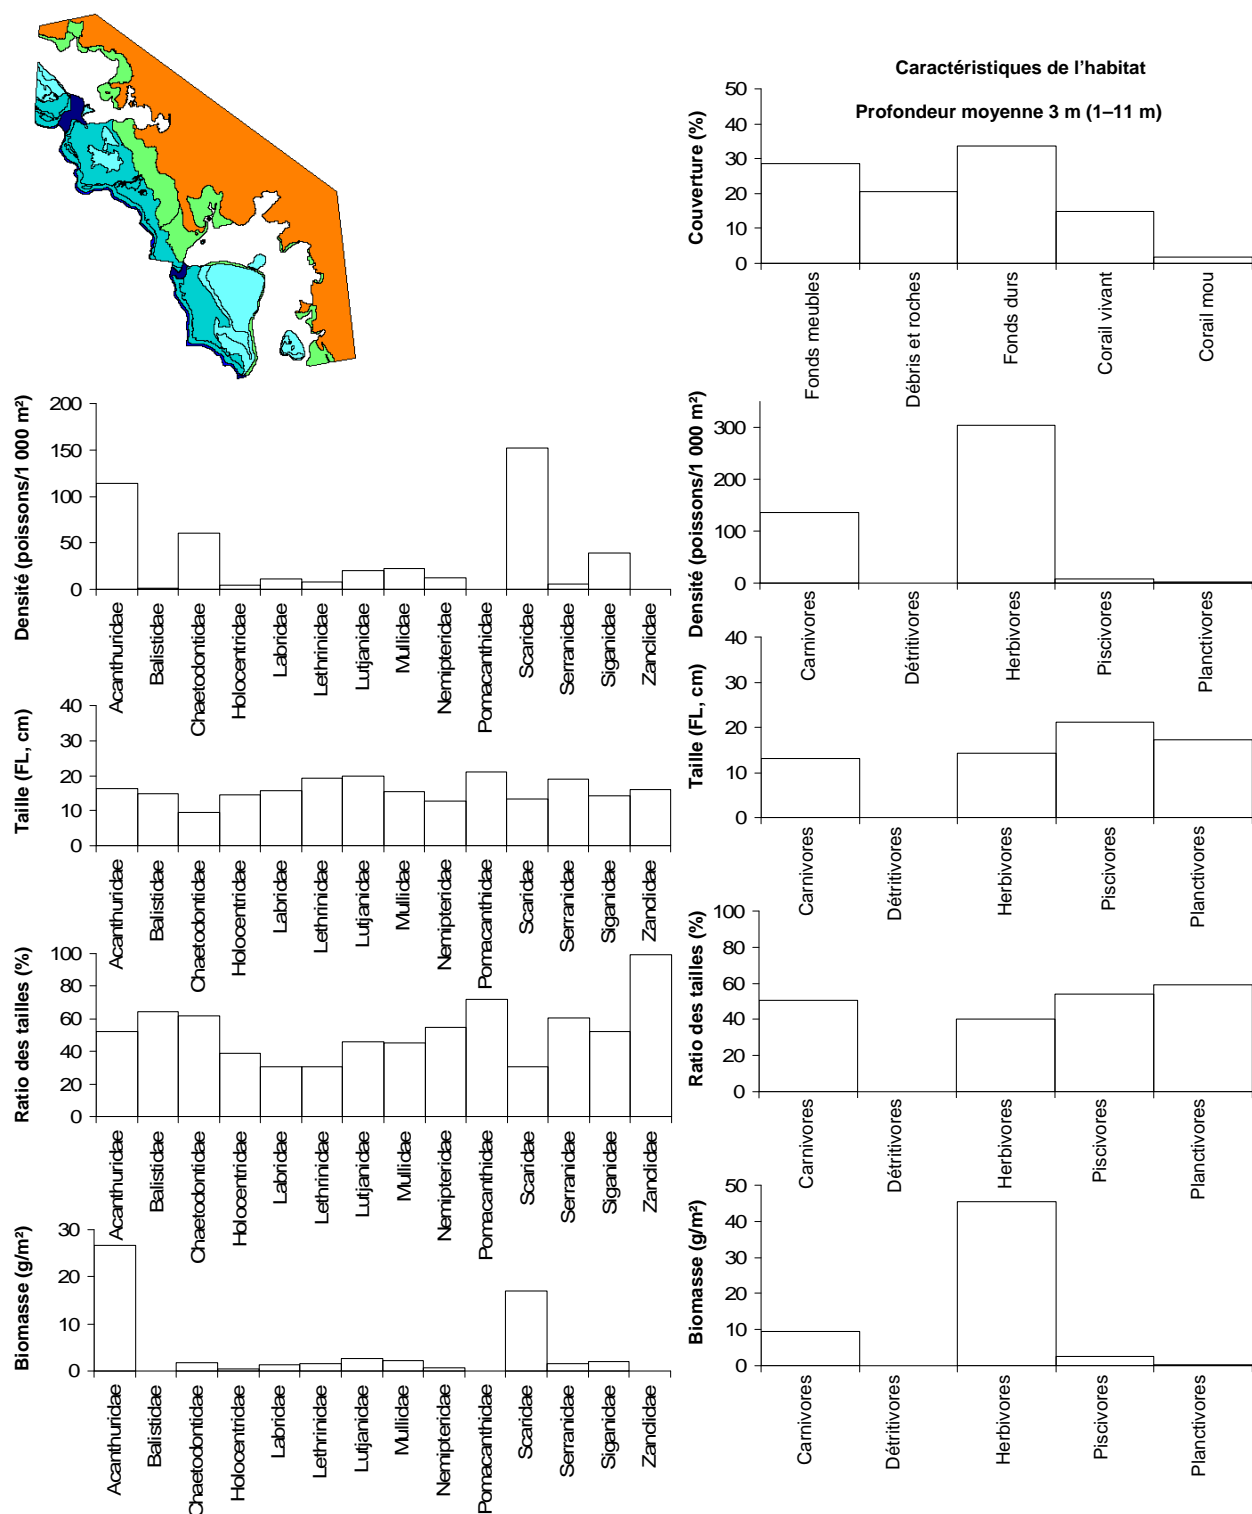 Caractéristiques de l'habitat
Profondeur moyenne 3 m (1–11 m)
Couverture (%)
50
40
30
20
10
0
Fonds meubles
Débris et roches
Fonds durs
Corail vivant
Corail mou
Densité (poissons/1 000 m²)
200
150
100
50
0
Acanthuridae
Balistidae
Chaetodontidae
Holocentridae
Labridae
Lethrinidae
Lutjanidae
Mullidae
Nemipteridae
Pomacanthidae
Scaridae
Serranidae
Siganidae
Zanclidae
Densité (poissons/1 000 m²)
300
200
100
0
Carnivores
Détritivores
Herbivores
Piscivores
Planctivores
Taille (FL, cm)
40
30
20
10
0
Acanthuridae
Balistidae
Chaetodontidae
Holocentridae
Labridae
Lethrinidae
Lutjanidae
Mullidae
Nemipteridae
Pomacanthidae
Scaridae
Serranidae
Siganidae
Zanclidae
Taille (FL, cm)
40
30
20
10
0
Carnivores
Détritivores
Herbivores
Piscivores
Planctivores
Ratio des tailles (%)
100
80
60
40
20
0
Acanthuridae
Balistidae
Chaetodontidae
Holocentridae
Labridae
Lethrinidae
Lutjanidae
Mullidae
Nemipteridae
Pomacanthidae
Scaridae
Serranidae
Siganidae
Zanclidae
Ratio des tailles (%)
100
80
60
40
20
0
Carnivores
Détritivores
Herbivores
Piscivores
Planctivores
Biomasse (g/m²)
30
20
10
0
Acanthuridae
Balistidae
Chaetodontidae
Holocentridae
Labridae
Lethrinidae
Lutjanidae
Mullidae
Nemipteridae
Pomacanthidae
Scaridae
Serranidae
Siganidae
Zanclidae
Biomasse (g/m²)
50
40
30
20
10
0
Carnivores
Détritivores
Herbivores
Piscivores
Planctivores